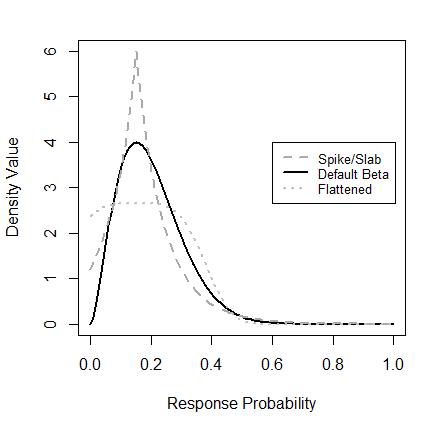 6
5
4
3
2
1
0
Density Value
Spike/Slab
Default Beta
Flattened
0.0 0.2 0.4 0.6 0.8 1.0
Response Probability